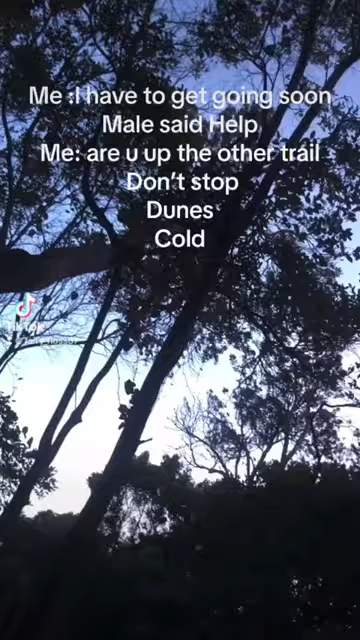 Me :I have to get going soon
Male said Help
Me: are u up the other trail
Don't stop
Dunes
Cold
TikTok